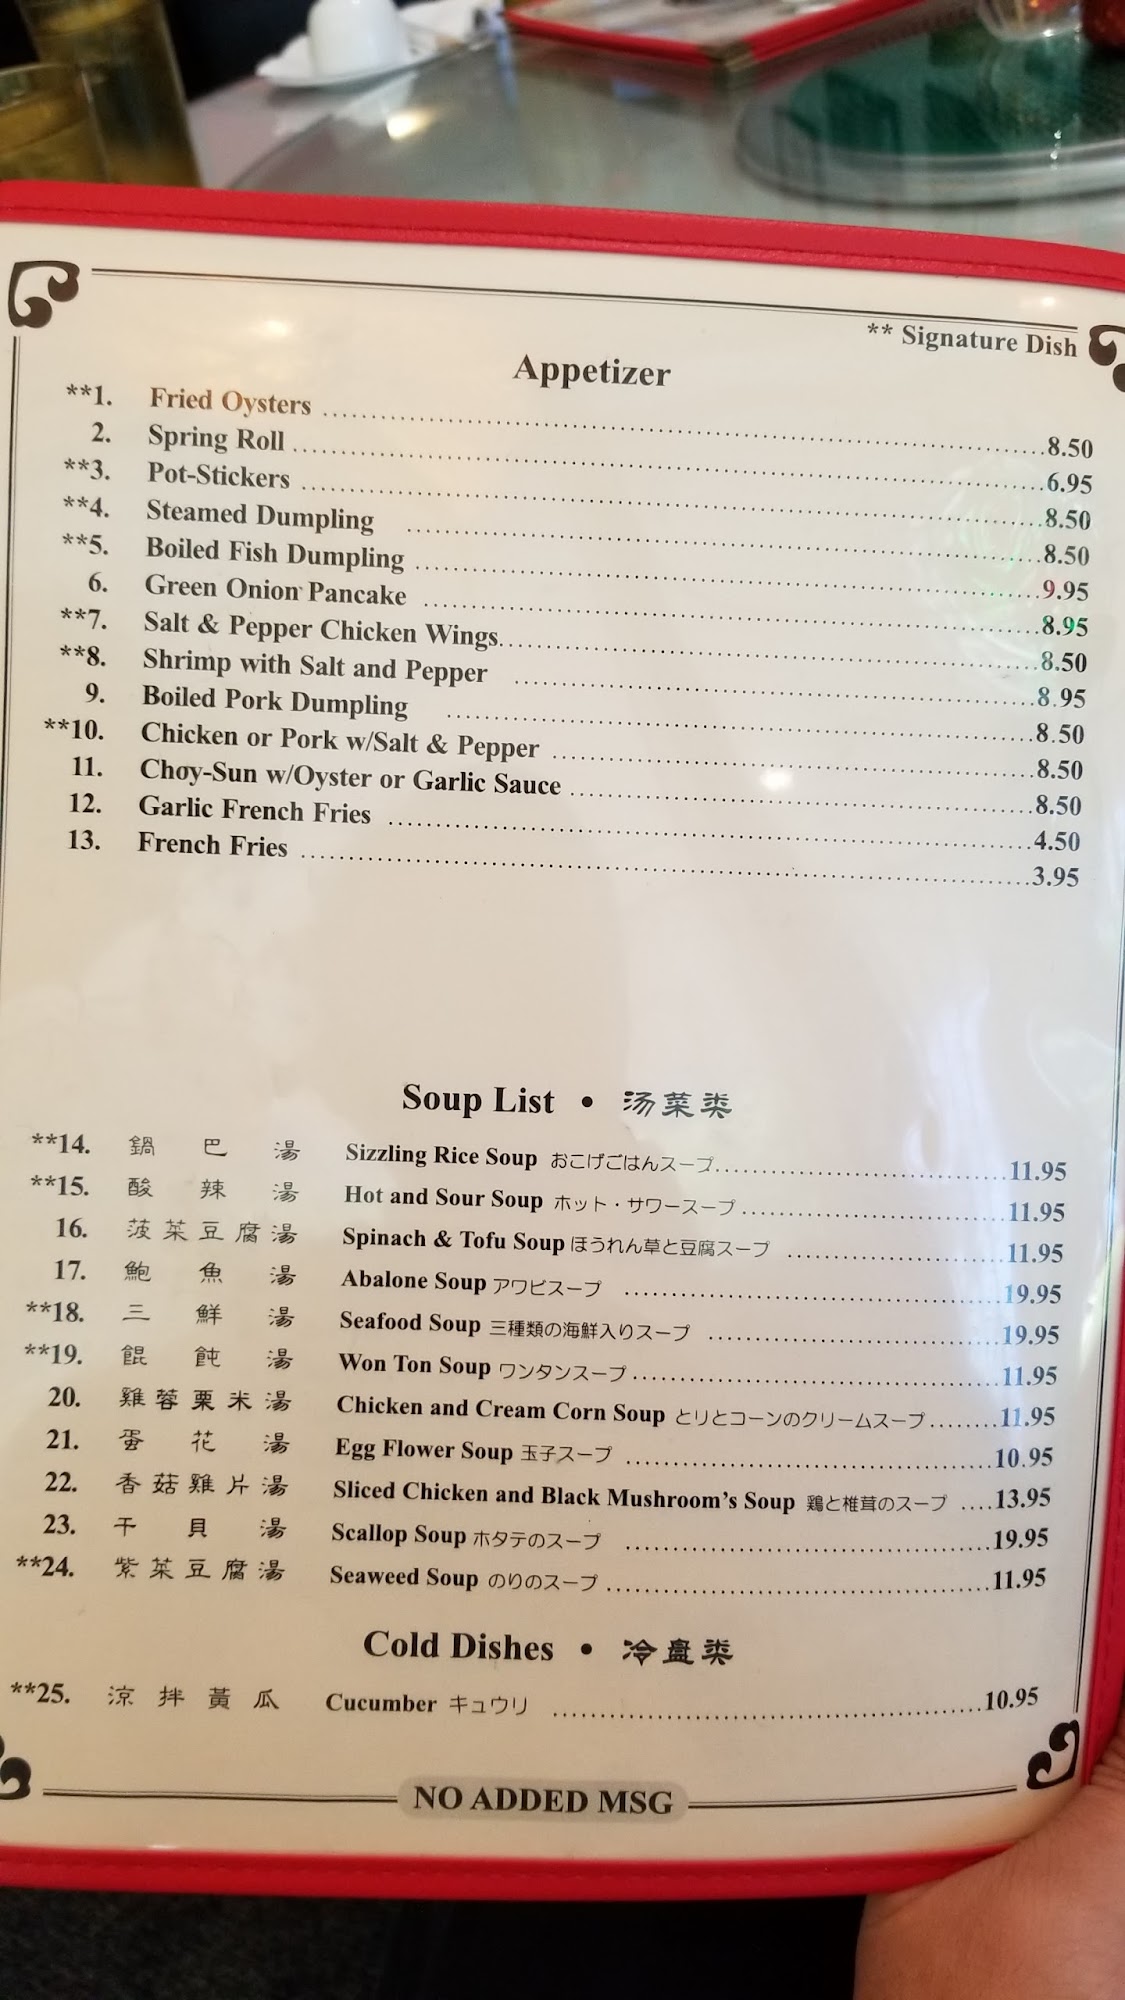 ** Signature Dish
Appetizer
**1. Fried Oysters ........ 8.50
2. Spring Roll ........ 6.95
**3. Pot-Stickers ........ 8.50
**4. Steamed Dumpling ........ 8.50
**5. Boiled Fish Dumpling ........ 9.95
6. Green Onion Pancake ........ 8.95
**7. Salt & Pepper Chicken Wings ........ 8.50
**8. Shrimp with Salt and Pepper ........ 8.95
9. Boiled Pork Dumpling ........ 8.50
**10. Chicken or Pork w/Salt & Pepper ........ 8.50
11. Choy-Sun w/Oyster or Garlic Sauce ........ 8.50
12. Garlic French Fries ........ 4.50
13. French Fries ........ 3.95
Soup List • 汤菜类
**14. 鍋巴湯 Sizzling Rice Soup おこげごはんスープ ........ 11.95
**15. 酸辣湯 Hot and Sour Soup ホット・サワースープ ........ 11.95
16. 菠菜豆腐湯 Spinach & Tofu Soup ほうれん草と豆腐スープ ........ 11.95
17. 鮑魚湯 Abalone Soup アワビスープ ........ 19.95
**18. 三鮮湯 Seafood Soup 三種類の海鮮入りスープ ........ 19.95
**19. 餛飩湯 Won Ton Soup ワンタンスープ ........ 11.95
20. 雞蓉栗米湯 Chicken and Cream Corn Soup とりとコーンのクリームスープ ........ 11.95
21. 蛋花湯 Egg Flower Soup 玉子スープ ........ 10.95
22. 香菇雞片湯 Sliced Chicken and Black Mushroom's Soup 鶏と椎茸のスープ .... 13.95
23. 干貝湯 Scallop Soup ホタテのスープ ........ 19.95
**24. 紫菜豆腐湯 Seaweed Soup のりのスープ ........ 11.95
Cold Dishes • 冷盘类
**25. 涼拌黃瓜 Cucumber キュウリ ........ 10.95
NO ADDED MSG